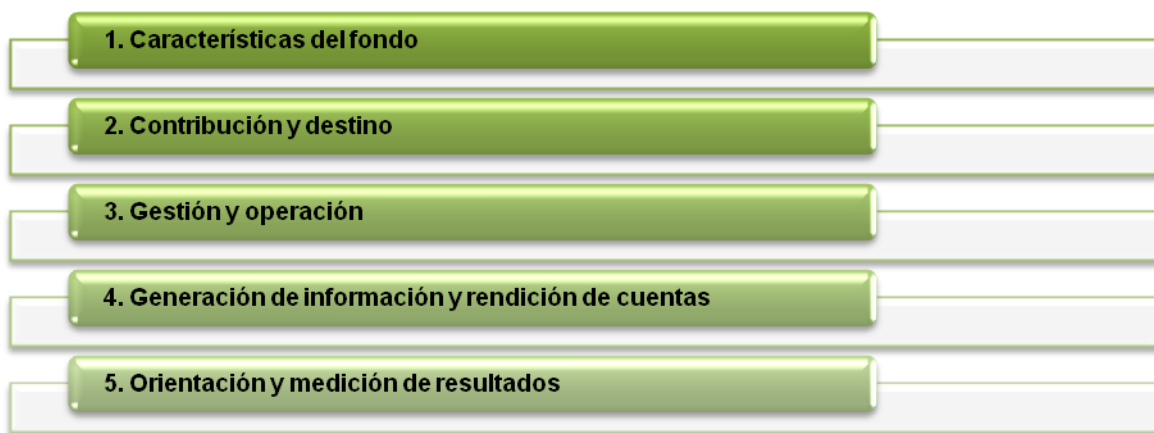 1. Características del fondo
2. Contribución y destino
3. Gestión y operación
4. Generación de información y rendición de cuentas
5. Orientación y medición de resultados